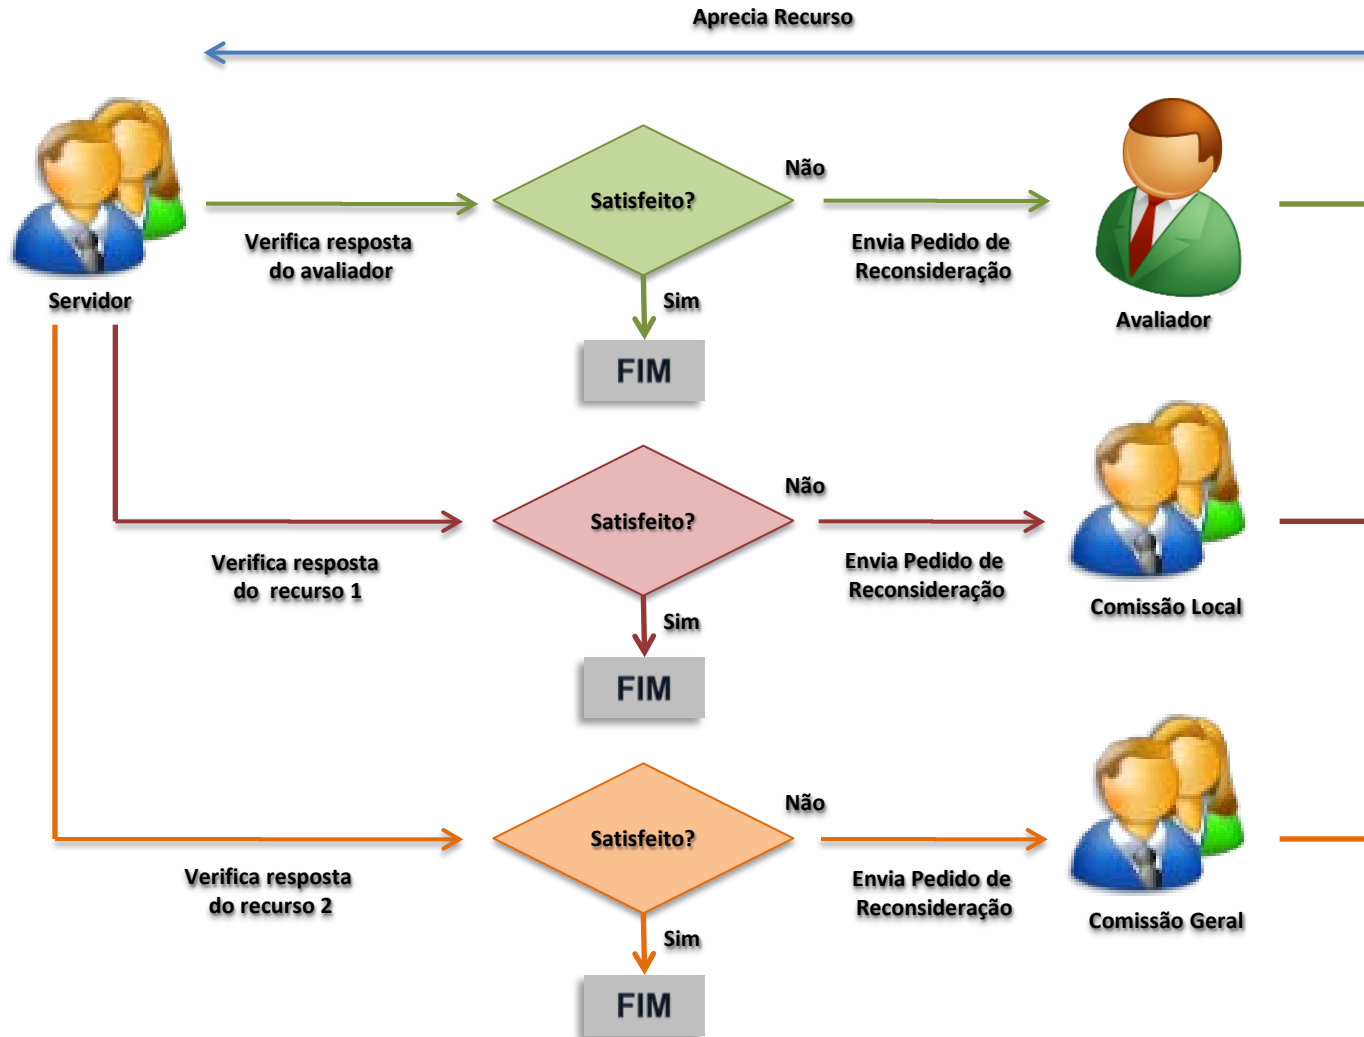 Aprecia Recurso
Não
Satisfeito?
Verifica resposta
do avaliador
Envia Pedido de
Reconsideração
Servidor
Sim
Avaliador
FIM
Não
Satisfeito?
Verifica resposta
do recurso 1
Envia Pedido de
Reconsideração
Comissão Local
Sim
FIM
Não
Satisfeito?
Verifica resposta
do recurso 2
Envia Pedido de
Reconsideração
Comissão Geral
Sim
FIM